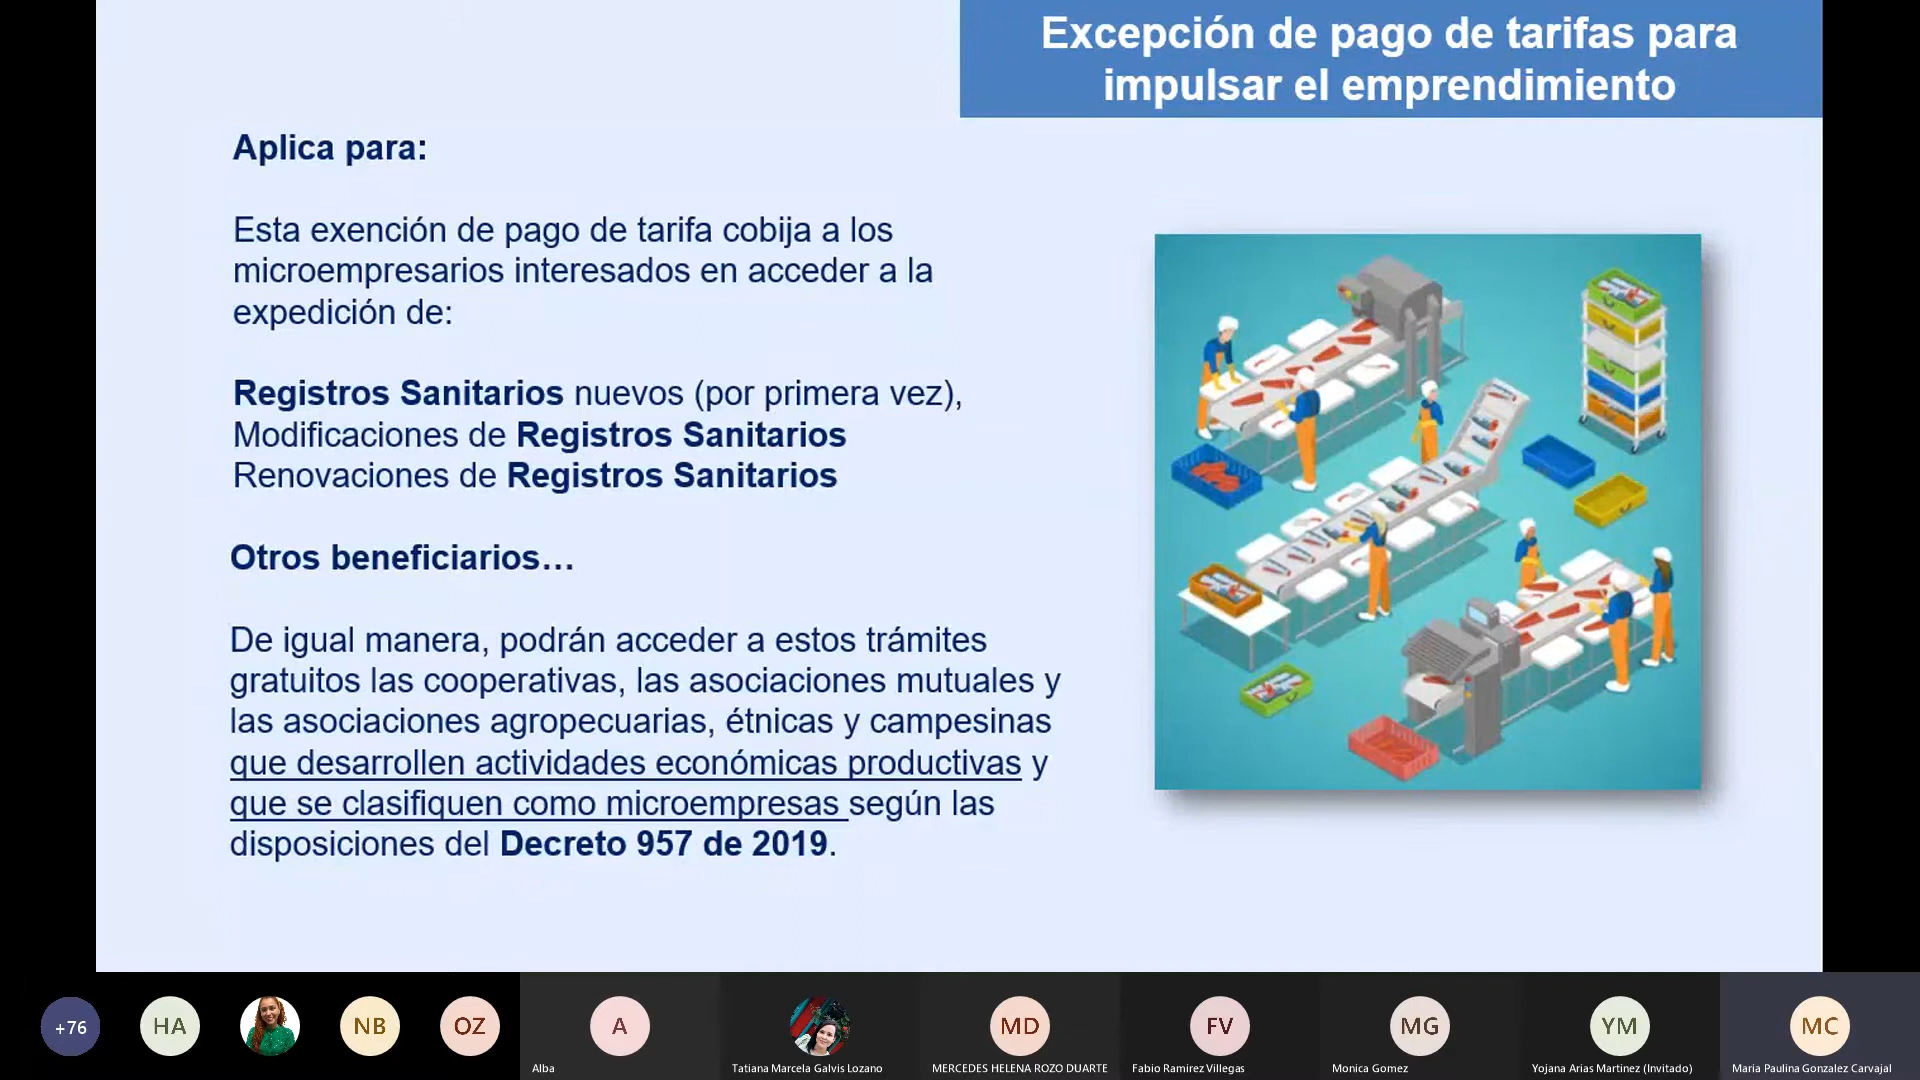 Excepción de pago de tarifas para
impulsar el emprendimiento
Aplica para:
Esta exención de pago de tarifa cobija a los
microempresarios interesados en acceder a la
expedición de:
Registros Sanitarios nuevos (por primera vez),
Modificaciones de Registros Sanitarios
Renovaciones de Registros Sanitarios
Otros beneficiarios…
De igual manera, podrán acceder a estos trámites
gratuitos las cooperativas, las asociaciones mutuales y
las asociaciones agropecuarias, étnicas y campesinas
que desarrollen actividades económicas productivas y
que se clasifiquen como microempresas según las
disposiciones del Decreto 957 de 2019.
+76
HA
NB
OZ
A
MD
FV
MG
YM
MC
Alba
Tatiana Marcela Galvis Lozano
MERCEDES HELENA ROZO DUARTE
Fabio Ramirez Villegas
Monica Gomez
Yojana Arias Martinez (Invitado)
Maria Paulina Gonzalez Carvajal